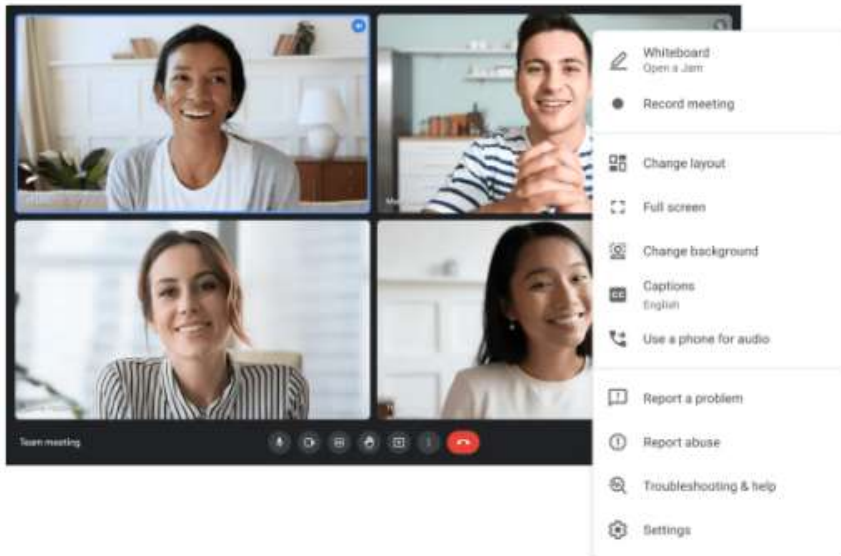 Whiteboard
Open a Jam
Record meeting
Change layout
Full screen
Change background
CC
Captions
English
Use a phone for audio
Report a problem
Report abuse
Troubleshooting & help
Settings
Team meeting